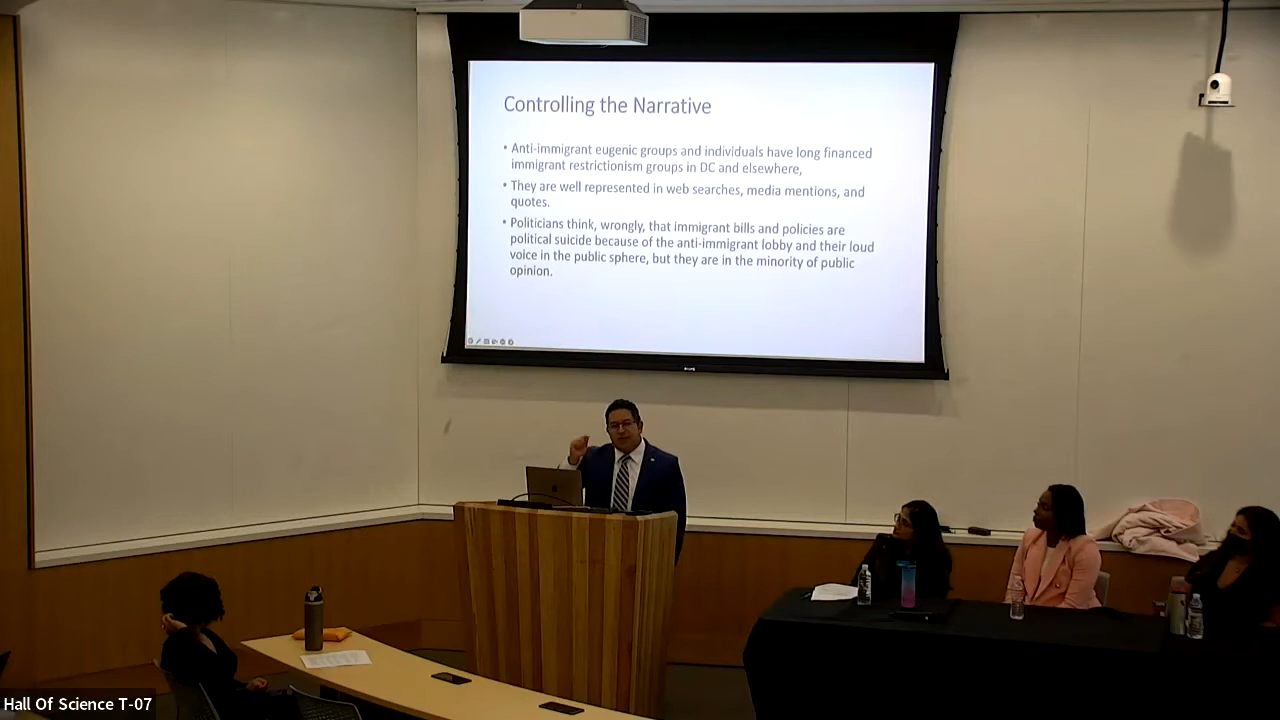 Controlling the Narrative
• Anti-immigrant eugenic groups and individuals have long financed
immigrant restrictionism groups in DC and elsewhere,
• They are well represented in web searches, media mentions, and
quotes.
• Politicians think, wrongly, that immigrant bills and policies are
political suicide because of the anti-immigrant lobby and their loud
voice in the public sphere, but they are in the minority of public
opinion.
Hall Of Science T-07